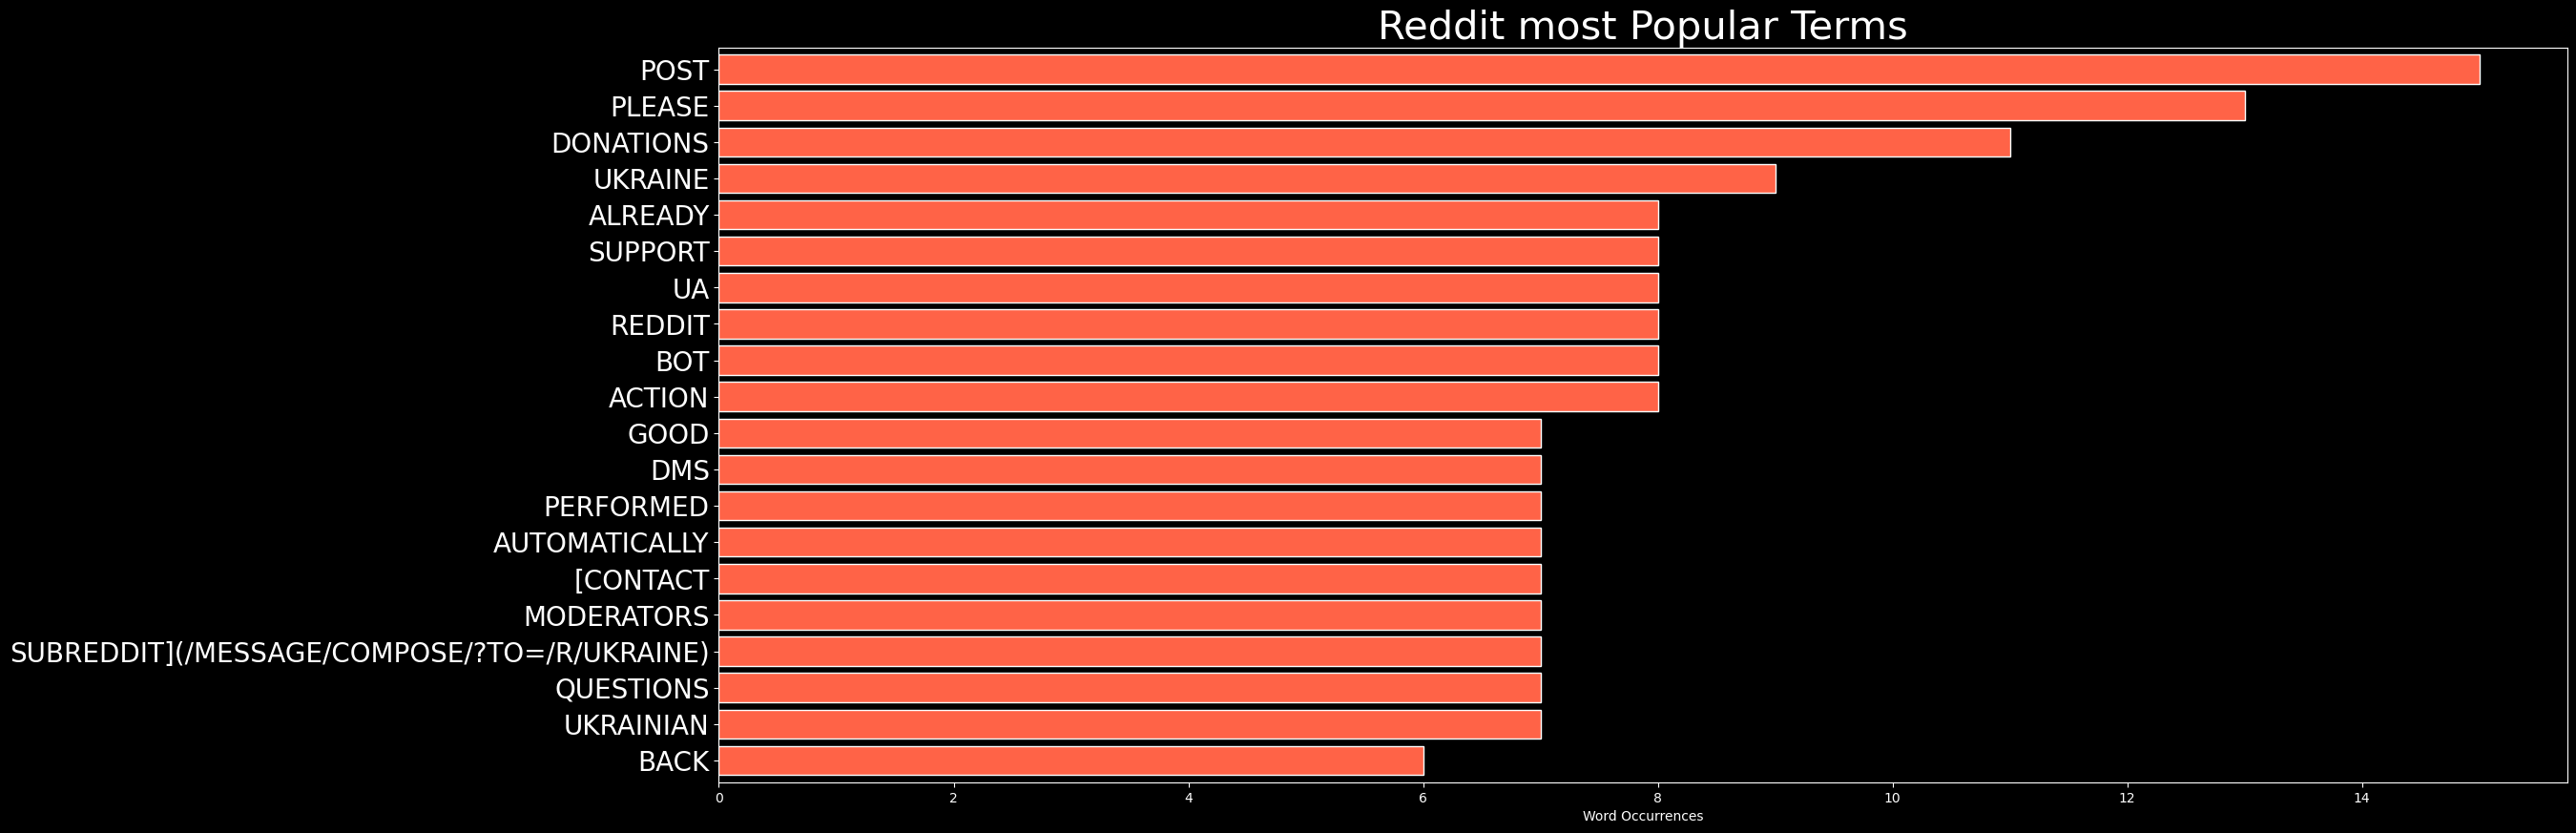 Reddit most Popular Terms
POST
PLEASE
DONATIONS
UKRAINE
ALREADY
SUPPORT
UA
REDDIT
BOT
ACTION
GOOD
DMS
PERFORMED
AUTOMATICALLY
[CONTACT
MODERATORS
SUBREDDIT](/MESSAGE/COMPOSE/?TO=/R/UKRAINE)
QUESTIONS
UKRAINIAN
BACK
0 2 4 6 8 10 12 14
Word Occurrences